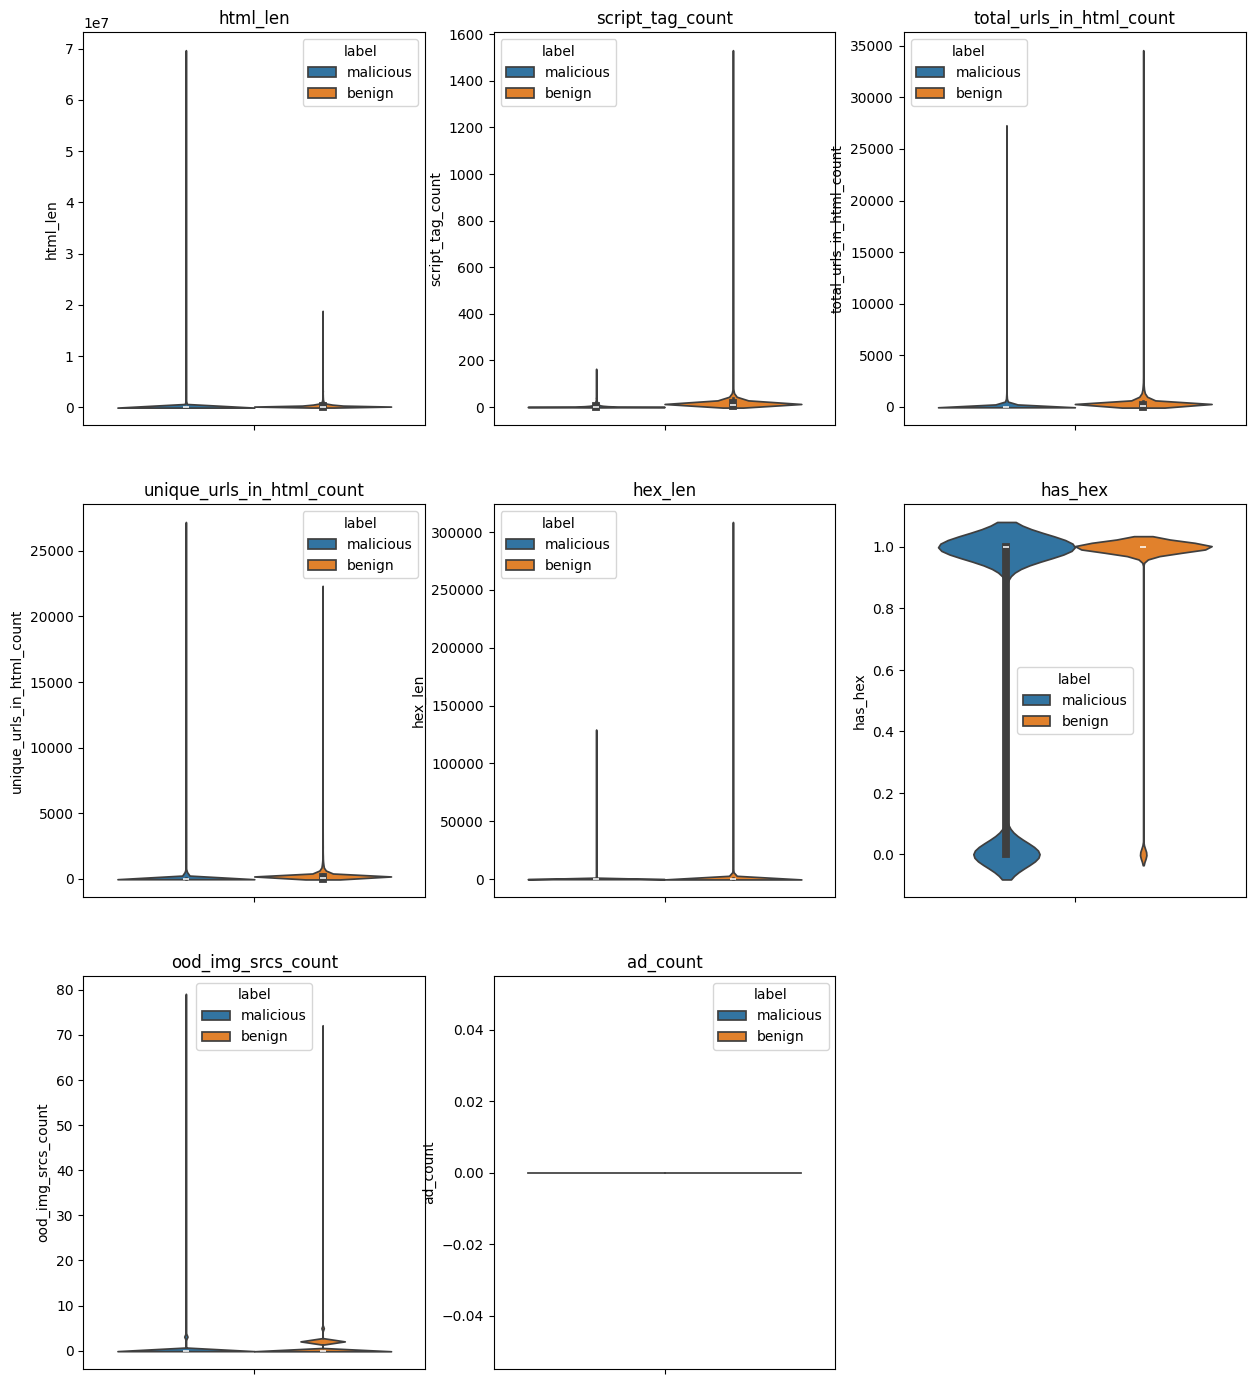 html_len
1e7
7
6
5
4
3
2
1
0
html_len
label
malicious
benign
script_tag_count
1600
1400
1200
1000
800
600
400
200
0
script_tag_count
label
malicious
benign
total_urls_in_html_count
35000
30000
25000
20000
15000
10000
5000
0
total_urls_in_html_count
label
malicious
benign
unique_urls_in_html_count
25000
20000
15000
10000
5000
0
unique_urls_in_html_count
label
malicious
benign
hex_len
300000
250000
200000
150000
100000
50000
0
hex_len
label
malicious
benign
has_hex
1.0
0.8
0.6
0.4
0.2
0.0
has_hex
label
malicious
benign
ood_img_srcs_count
80
70
60
50
40
30
20
10
0
ood_img_srcs_count
label
malicious
benign
ad_count
0.04
0.02
0.00
−0.02
−0.04
ad_count
label
malicious
benign